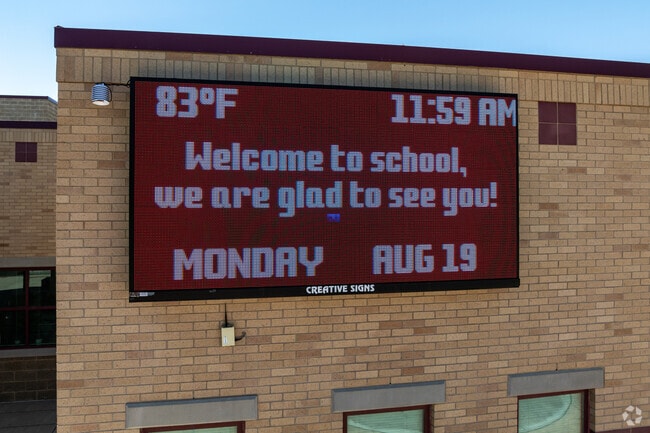 83°F 11:59 AM
Welcome to school,
we are glad to see you!
MONDAY AUG 19
CREATIVE SIGNS